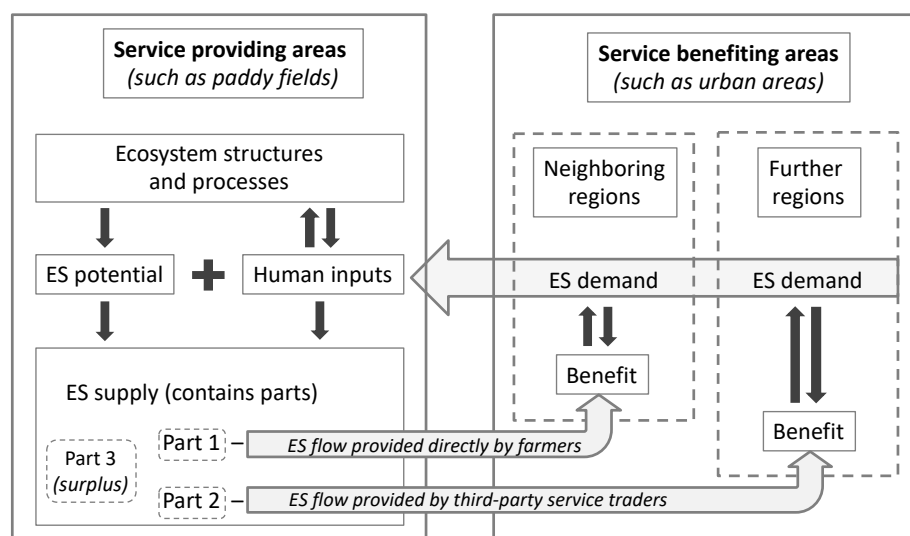 Service providing areas
(such as paddy fields)
Ecosystem structures
and processes
ES potential
Human inputs
ES supply (contains parts)
Part 3
(surplus)
Part 1
ES flow provided directly by farmers
Part 2
ES flow provided by third-party service traders
Service benefiting areas
(such as urban areas)
Neighboring
regions
Further
regions
ES demand
ES demand
Benefit
Benefit